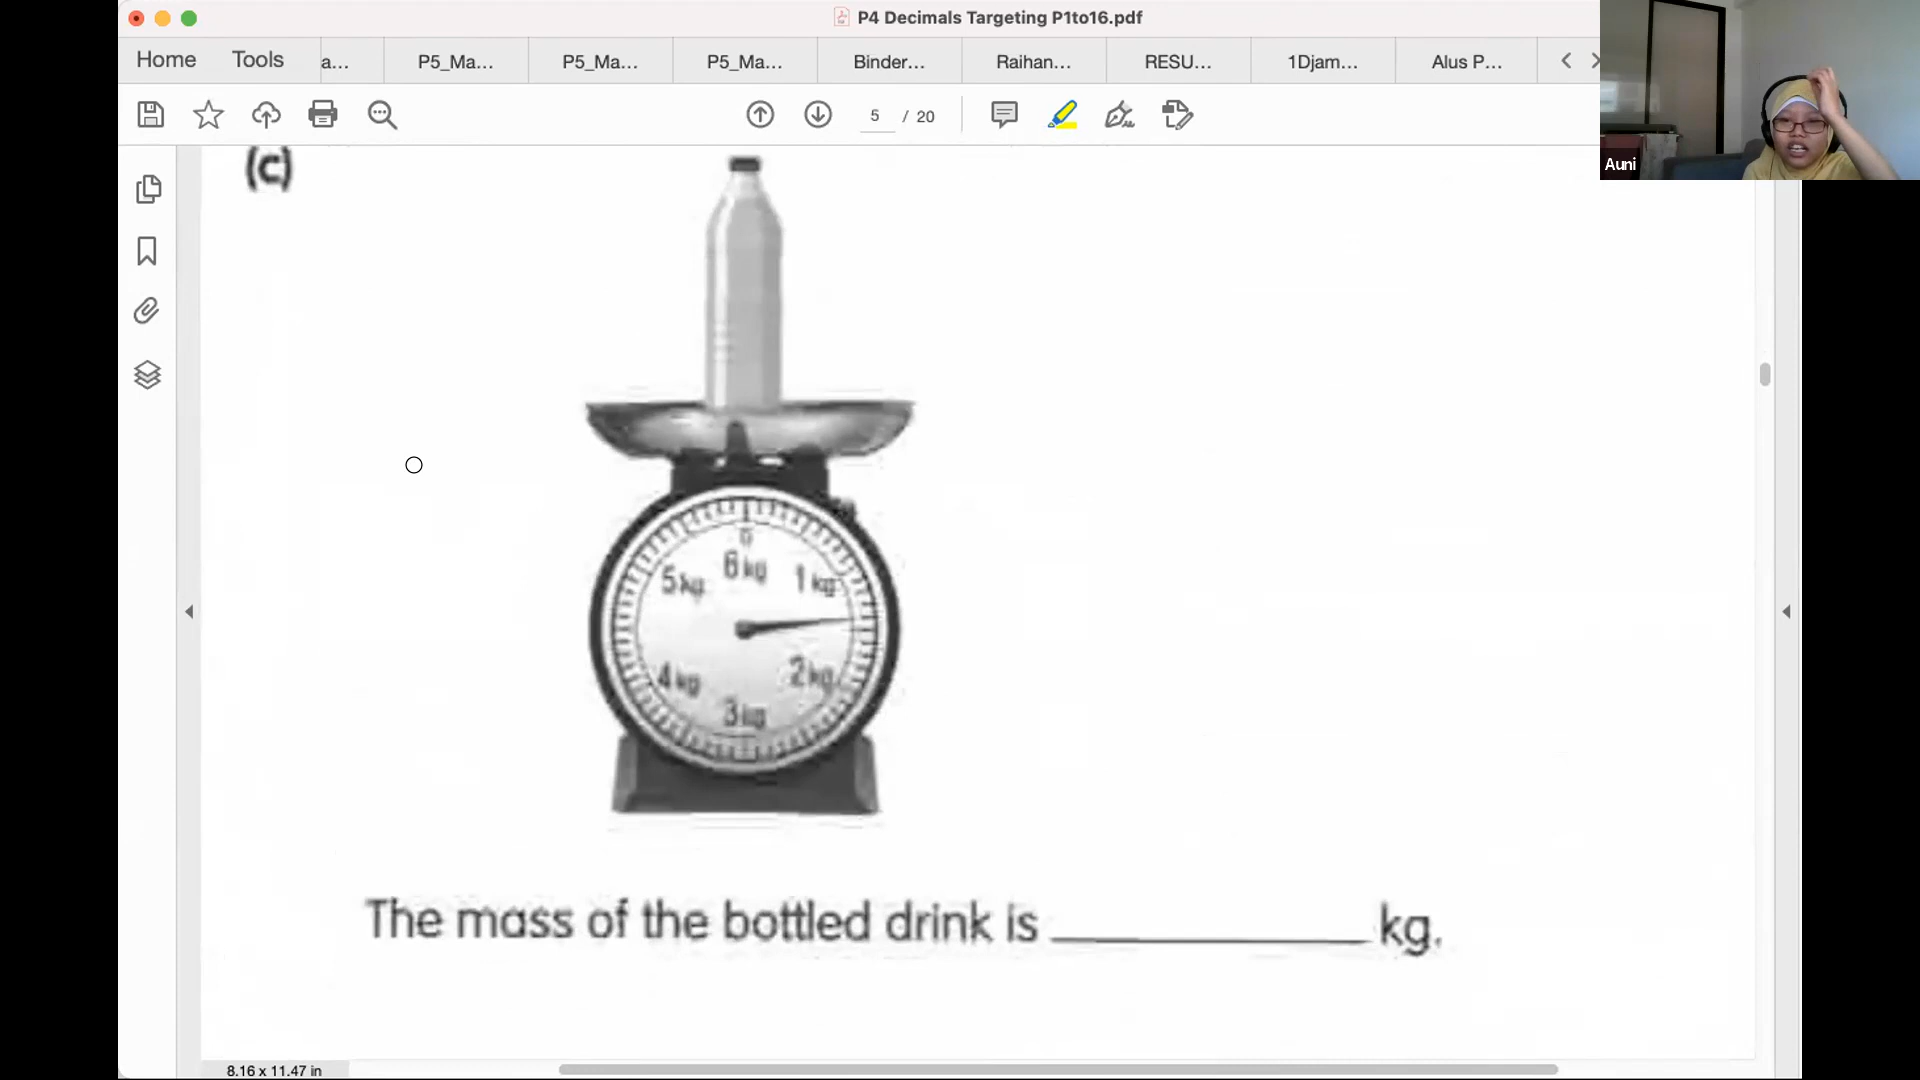 P4 Decimals Targeting P1to16.pdf
Home
Tools
a...
P5_Ma...
P5_Ma...
P5_Ma...
Binder...
Raihan...
RESU...
1Djam...
Alus P...
5 / 20
Auni
(c)
0
6 kg
5 kg
1 kg
4 kg
2 kg
3 kg
The mass of the bottled drink is ____________ kg.
8.16 x 11.47 in